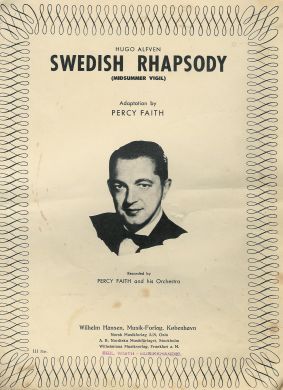 HUGO ALFVEN
SWEDISH RHAPSODY
(MIDSUMMER VIGIL)
Adaptation by
PERCY FAITH
Recorded by
PERCY FAITH and his Orchestra
Wilhelm Hansen, Musik-Forlag, København
Norsk Musikforlag A/S, Oslo
A. B. Nordiska Musikförlaget, Stockholm
Wilhelmiana Musikverlag, Frankfurt a. M.